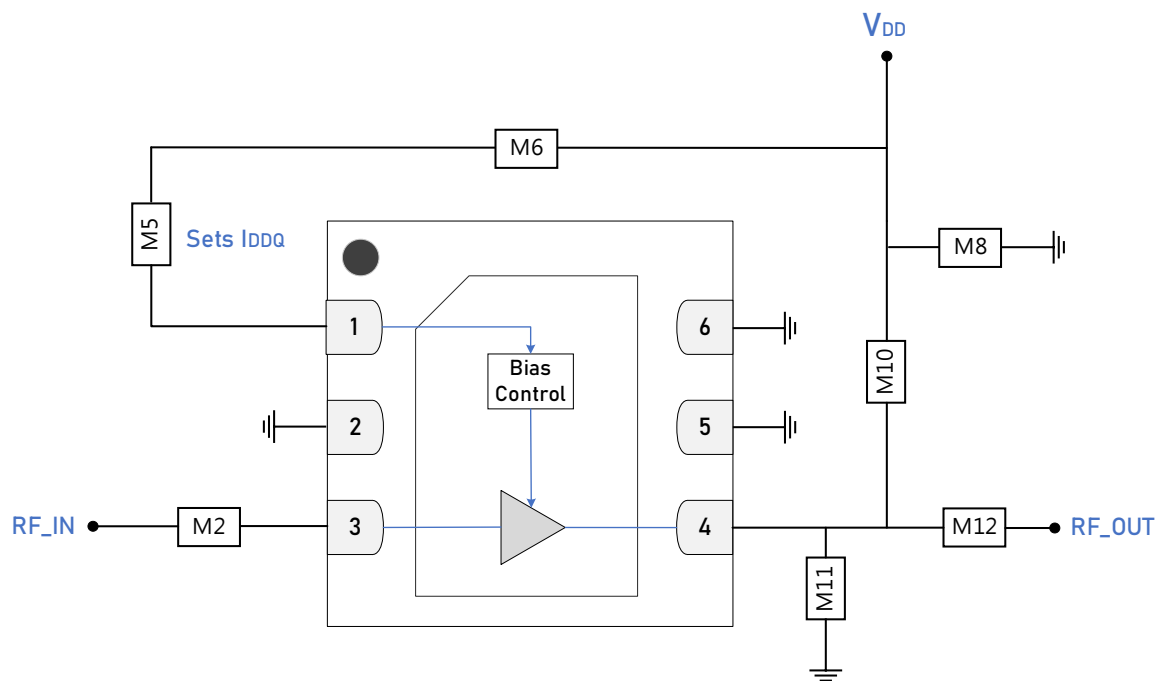 VDD
M6
M5
Sets IDDQ
M8
1
6
Bias
Control
M10
2
5
RF_IN
M2
3
4
M12
RF_OUT
M11